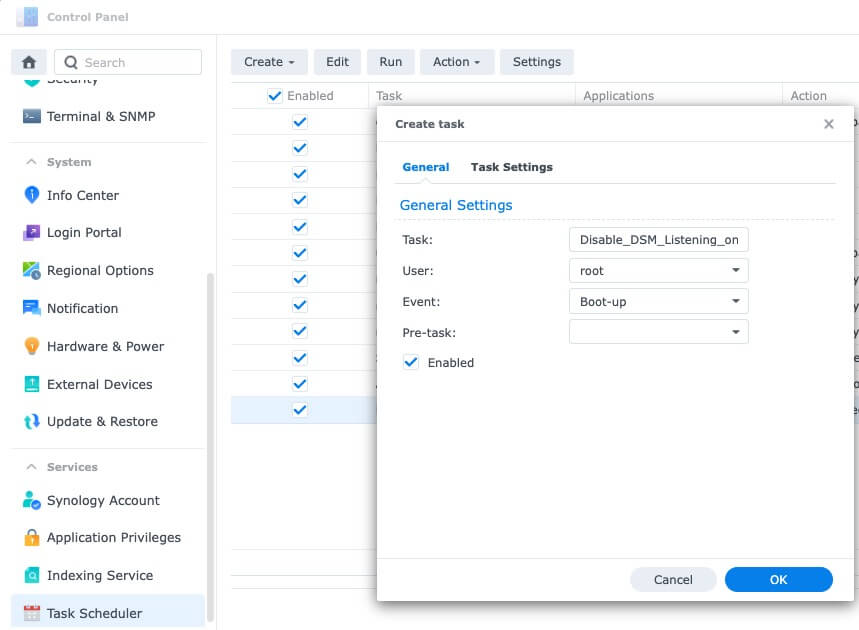 Control Panel
Search
Create
Edit
Run
Action
Settings
Security
Enabled
Task
Applications
Action
Terminal & SNMP
System
Info Center
Login Portal
Regional Options
Notification
Hardware & Power
External Devices
Update & Restore
Services
Synology Account
Application Privileges
Indexing Service
Task Scheduler
Create task
General
Task Settings
General Settings
Task:
Disable_DSM_Listening_on
User:
root
Event:
Boot-up
Pre-task:
Enabled
Cancel
OK